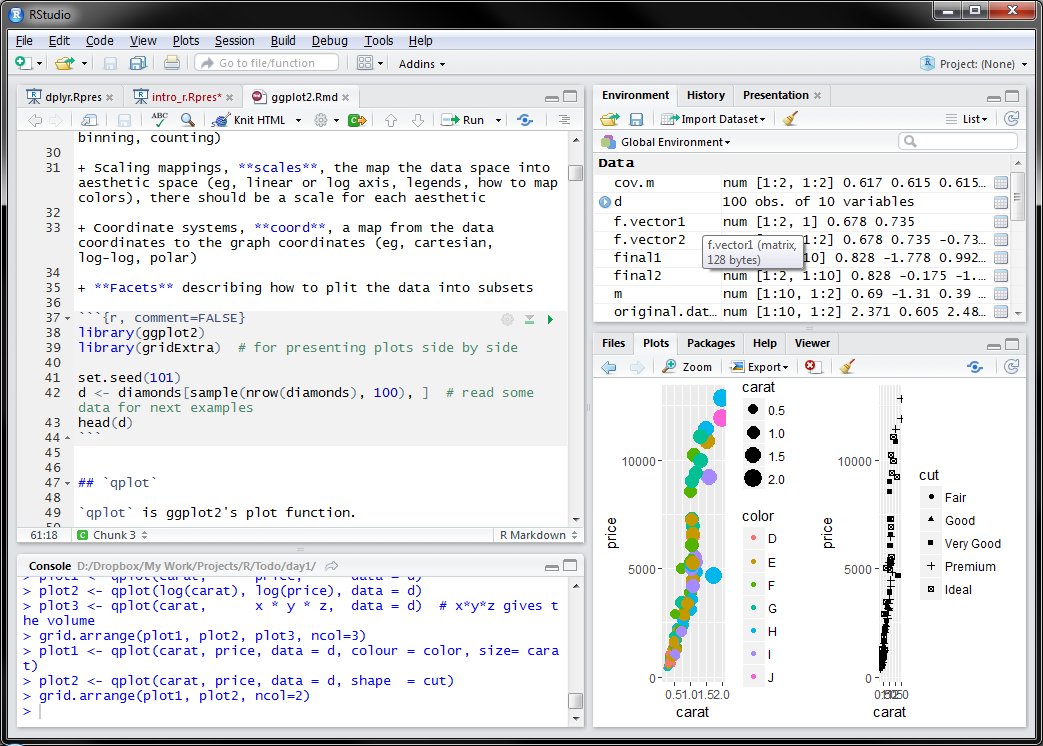 RStudio
File Edit Code View Plots Session Build Debug Tools Help
Go to file/function Addins Project: (None)
dplyr.Rpres intro_r.Rpres* ggplot2.Rmd
ABC Knit HTML Run
binning, counting)
30
31 + Scaling mappings, **scales**, the map the data space into
aesthetic space (eg, linear or log axis, legends, how to map
colors), there should be a scale for each aesthetic
32
33 + Coordinate systems, **coord**, a map from the data
coordinates to the graph coordinates (eg, cartesian,
log-log, polar)
34
35 + **Facets** describing how to plit the data into subsets
36
37 ```{r, comment=FALSE}
38 library(ggplot2)
39 library(gridExtra)  # for presenting plots side by side
40
41 set.seed(101)
42 d <- diamonds[sample(nrow(diamonds), 100), ]  # read some
data for next examples
43 head(d)
44 ```
45
46
47 ## `qplot`
48
49 `qplot` is ggplot2's plot function.
50
61:18 Chunk 3 R Markdown
Console D:/Dropbox/My Work/Projects/R/Todo/day1/
> plot1 <- qplot(carat, price, data = d)
> plot2 <- qplot(log(carat), log(price), data = d)
> plot3 <- qplot(carat, x * y * z, data = d)  # x*y*z gives t
he volume
> grid.arrange(plot1, plot2, plot3, ncol=3)
> plot1 <- qplot(carat, price, data = d, colour = color, size= cara
t)
> plot2 <- qplot(carat, price, data = d, shape = cut)
> grid.arrange(plot1, plot2, ncol=2)
>
Environment History Presentation
Import Dataset List
Global Environment
Data
cov.m num [1:2, 1:2] 0.617 0.615 0.615…
d 100 obs. of 10 variables
f.vector1 num [1:2, 1] 0.678 0.735
f.vector2 1:2] 0.678 0.735 -0.73…
f.vector1 (matrix,
128 bytes)
final1 10] 0.828 -1.778 0.992…
final2 num [1:2, 1:10] 0.828 -0.175 -1.…
m num [1:10, 1:2] 0.69 -1.31 0.39 …
original.dat… num [1:10, 1:2] 2.371 0.605 2.48…
Files Plots Packages Help Viewer
Zoom Export
carat
0.5
1.0
1.5
2.0
color
D
E
F
G
H
I
J
10000
5000
0
price
0.51.01.52.0
carat
10000
5000
0
price
carat
cut
Fair
Good
Very Good
Premium
Ideal